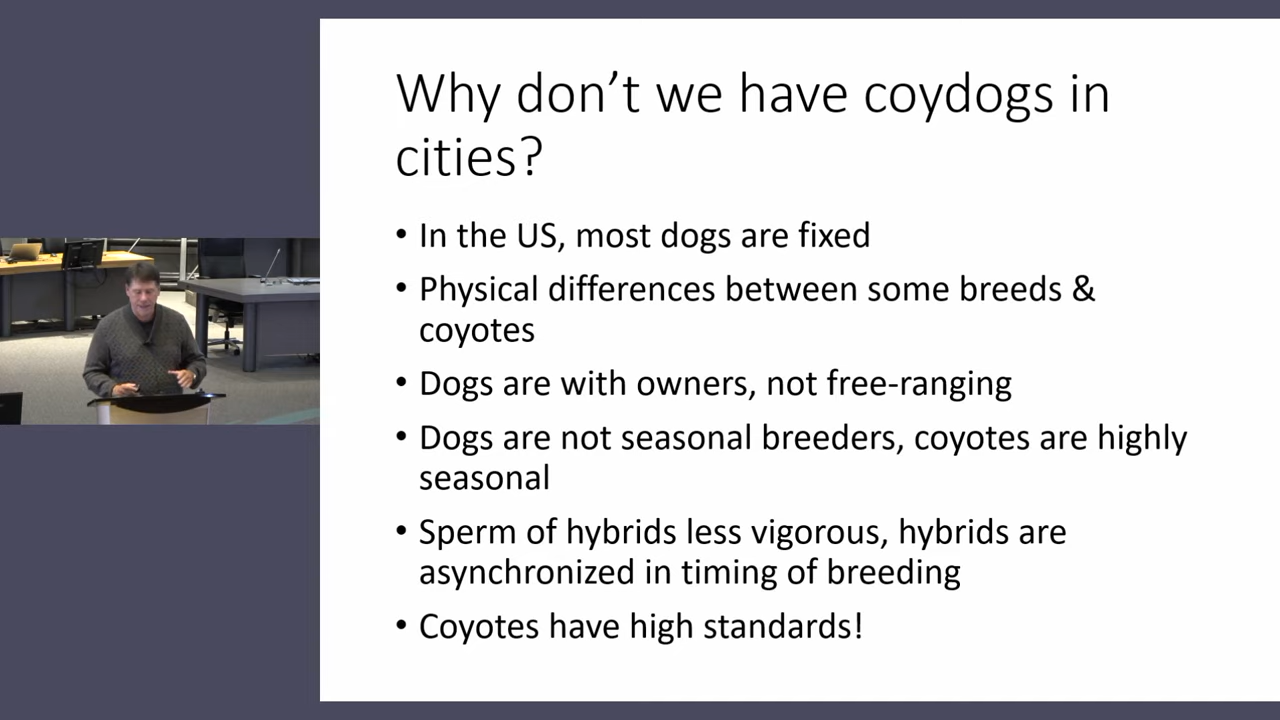 Why don’t we have coydogs in
cities?
• In the US, most dogs are fixed
• Physical differences between some breeds &
coyotes
• Dogs are with owners, not free-ranging
• Dogs are not seasonal breeders, coyotes are highly
seasonal
• Sperm of hybrids less vigorous, hybrids are
asynchronized in timing of breeding
• Coyotes have high standards!